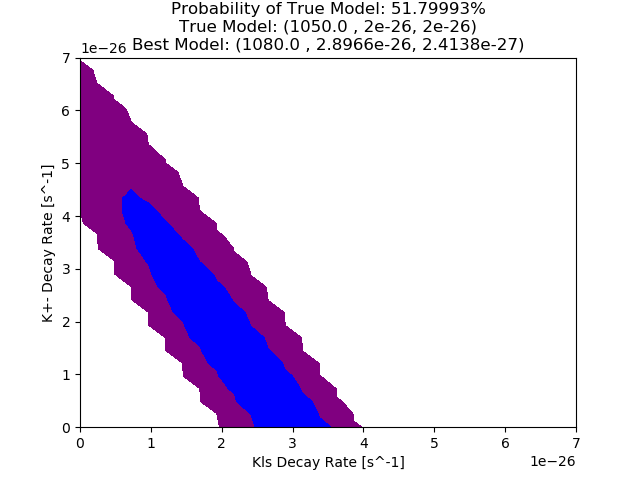 Probability of True Model: 51.79993%
True Model: (1050.0 , 2e-26, 2e-26)
Best Model: (1080.0 , 2.8966e-26, 2.4138e-27)
1e−26
7
6
5
4
3
2
1
0
K+- Decay Rate [s^-1]
0 1 2 3 4 5 6 7
Kls Decay Rate [s^-1]
1e−26